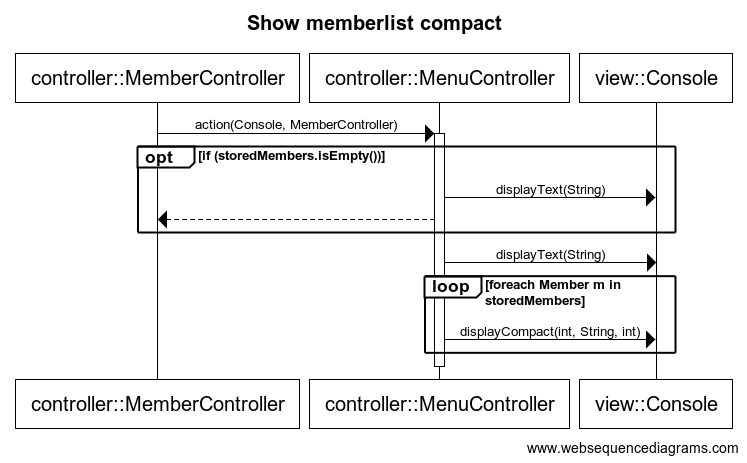 Show memberlist compact
controller::MemberController controller::MenuController view::Console
action(Console, MemberController)
opt [if (storedMembers.isEmpty())]
displayText(String)
displayText(String)
loop [foreach Member m in
storedMembers]
displayCompact(int, String, int)
controller::MemberController controller::MenuController view::Console
www.websequencediagrams.com